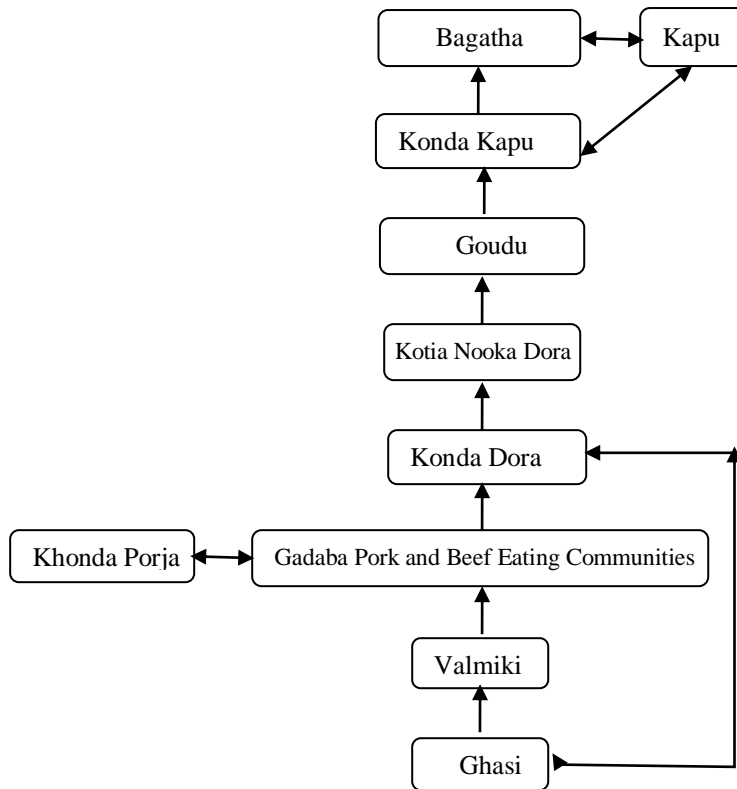 Bagatha
Kapu
Konda Kapu
Goudu
Kotia Nooka Dora
Konda Dora
Khonda Porja
Gadaba Pork and Beef Eating Communities
Valmiki
Ghasi